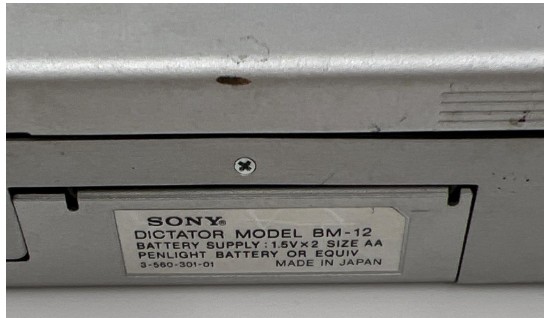 SONY®
DICTATOR MODEL BM-12
BATTERY SUPPLY : 1.5V×2 SIZE AA
PENLIGHT BATTERY OR EQUIV
3-560-301-01 MADE IN JAPAN